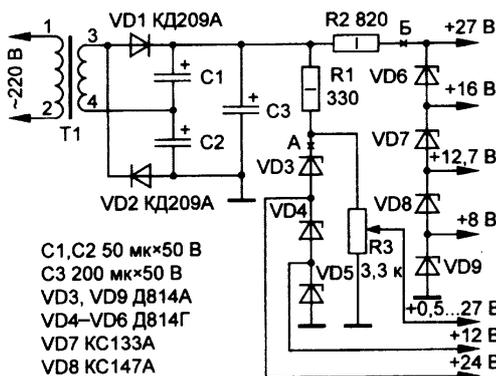 VD1 КД209А
R2 820
Б
+27 В
1
3
~220 В
2
4
T1
C1
C2
C3
R1
330
А
VD3
VD4
VD5
R3
3,3 к
VD6
VD7
VD8
VD9
+16 В
+12,7 В
+8 В
VD2 КД209А
+0,5...27 В
+12 В
+24 В
C1,C2 50 мк×50 В
C3 200 мк×50 В
VD3, VD9 Д814А
VD4–VD6 Д814Г
VD7 КС133А
VD8 КС147А